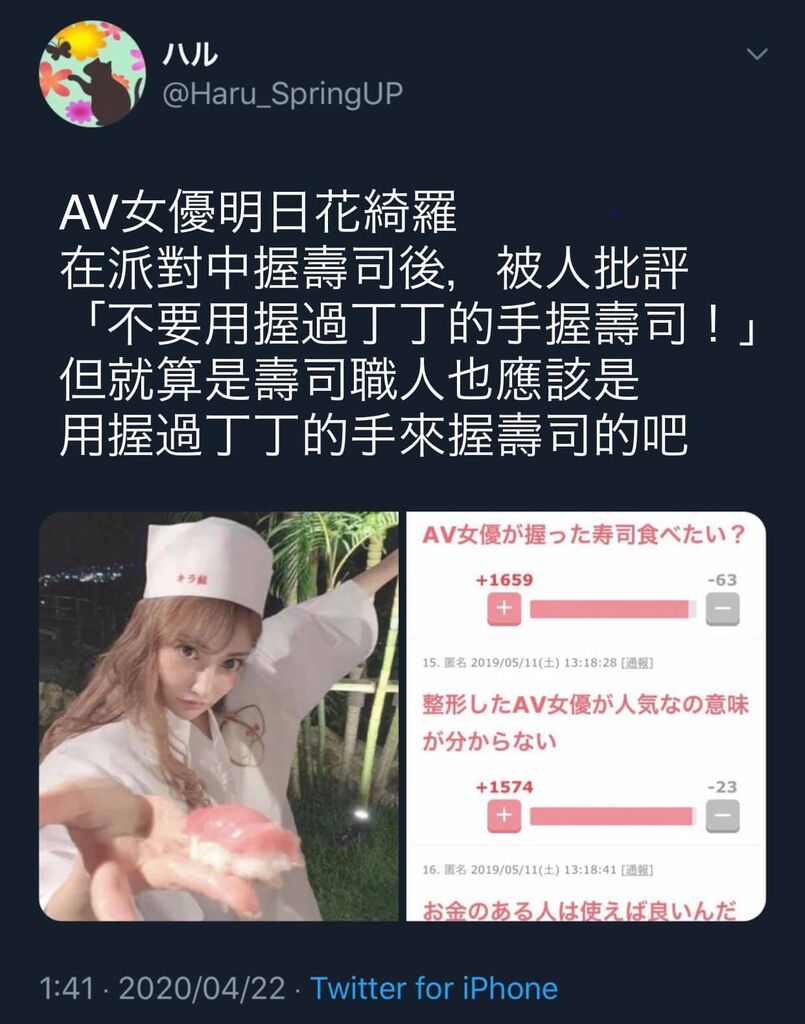 ハル
@Haru_SpringUP
AV女優明日花綺羅
在派對中握壽司後，被人批評
「不要用握過丁丁的手握壽司！」
但就算是壽司職人也應該是
用握過丁丁的手來握壽司的吧
AV女優が握った寿司食べたい？
+1659
-63
+
−
15. 匿名 2019/05/11(土) 13:18:28 [通報]
整形したAV女優が人気なの意味
が分からない
+1574
-23
+
−
16. 匿名 2019/05/11(土) 13:18:41 [通報]
お金のある人は使えば良いんだ
1:41 · 2020/04/22 · Twitter for iPhone